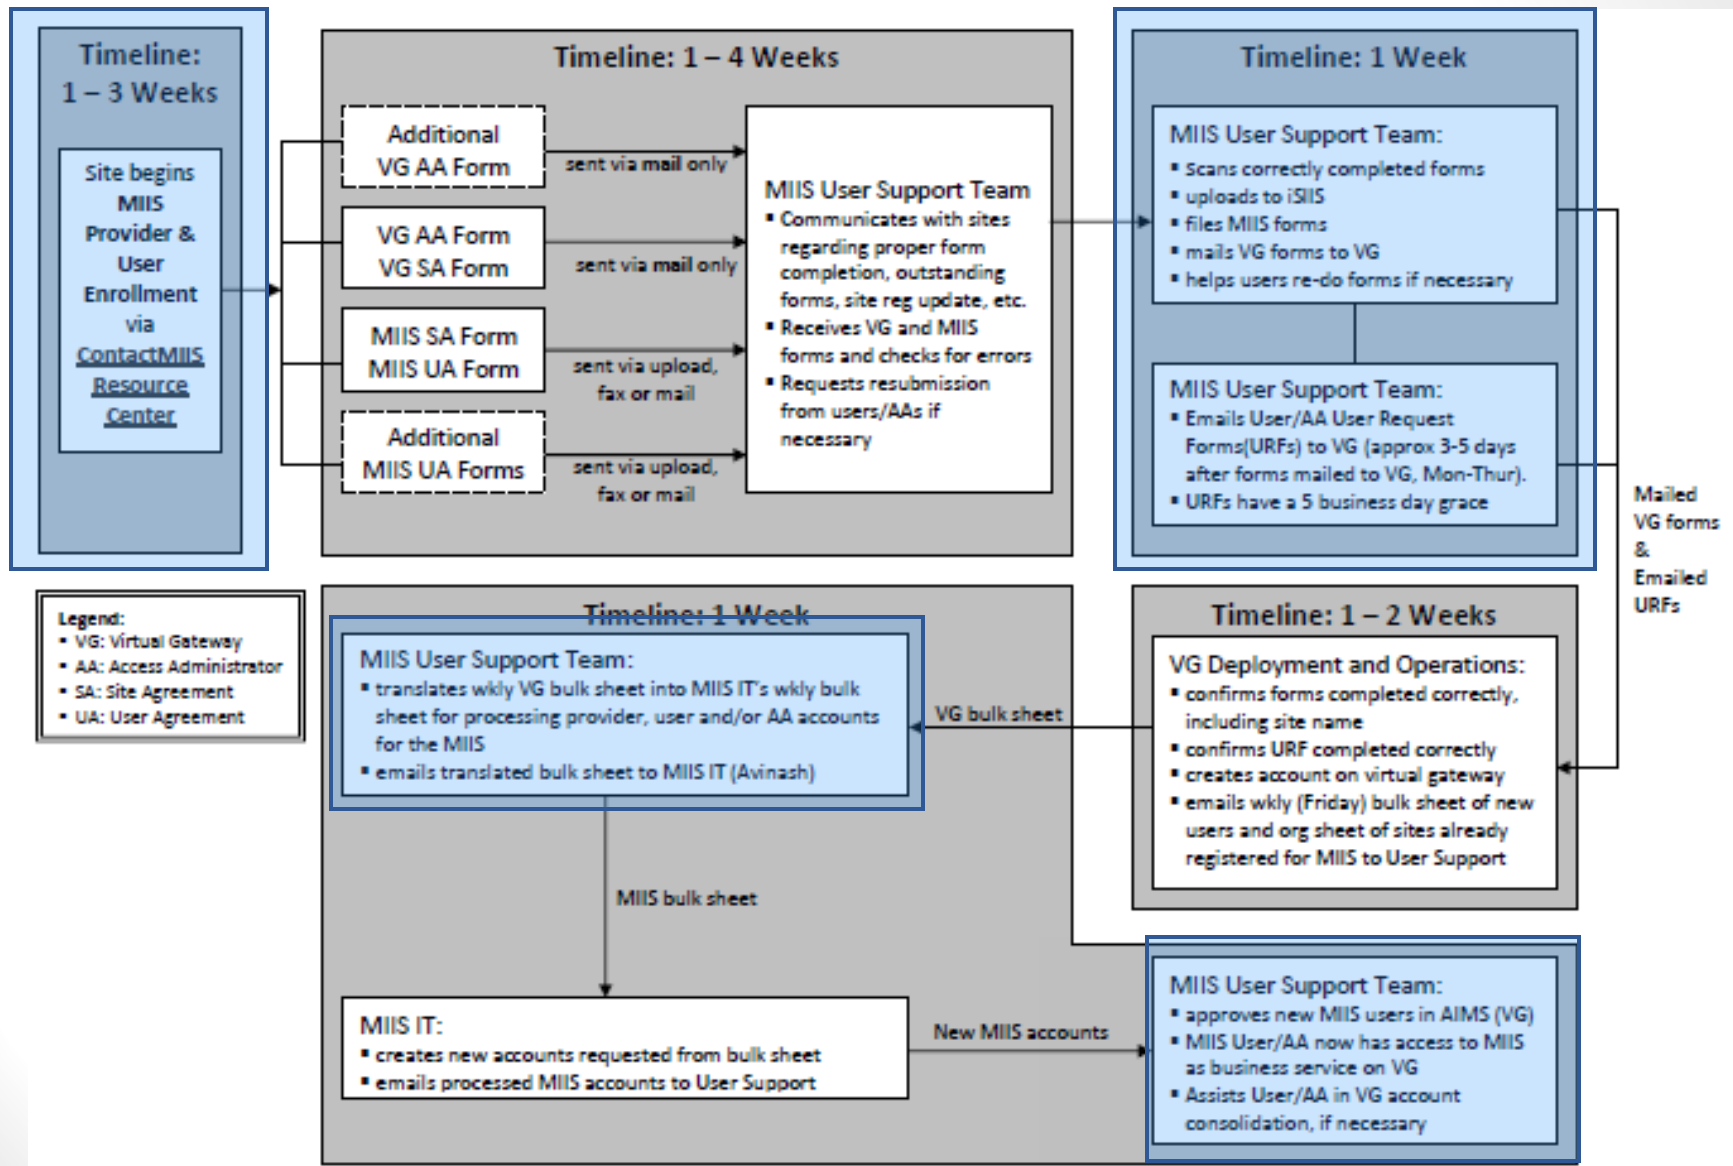 Timeline:
1 – 3 Weeks
Site begins
MIIS
Provider &
User
Enrollment
via
ContactMIIS
Resource
Center
Timeline: 1 – 4 Weeks
Additional
VG AA Form
sent via mail only
VG AA Form
VG SA Form
sent via mail only
MIIS SA Form
MIIS UA Form
sent via upload,
fax or mail
Additional
MIIS UA Forms
sent via upload,
fax or mail
MIIS User Support Team
▪ Communicates with sites
regarding proper form
completion, outstanding
forms, site reg update, etc.
▪ Receives VG and MIIS
forms and checks for errors
▪ Requests resubmission
from users/AAs if
necessary
Timeline: 1 Week
MIIS User Support Team:
▪ Scans correctly completed forms
▪ uploads to iSIIS
▪ files MIIS forms
▪ mails VG forms to VG
▪ helps users re-do forms if necessary
MIIS User Support Team:
▪ Emails User/AA User Request
Forms(URFs) to VG (approx 3-5 days
after forms mailed to VG, Mon-Thur).
▪ URFs have a 5 business day grace
Mailed
VG forms
&
Emailed
URFs
Legend:
▪ VG: Virtual Gateway
▪ AA: Access Administrator
▪ SA: Site Agreement
▪ UA: User Agreement
Timeline: 1 – 2 Weeks
VG Deployment and Operations:
▪ confirms forms completed correctly,
including site name
▪ confirms URF completed correctly
▪ creates account on virtual gateway
▪ emails wkly (Friday) bulk sheet of new
users and org sheet of sites already
registered for MIIS to User Support
VG bulk sheet
Timeline: 1 Week
MIIS User Support Team:
▪ translates wkly VG bulk sheet into MIIS IT's wkly bulk
sheet for processing provider, user and/or AA accounts
for the MIIS
▪ emails translated bulk sheet to MIIS IT (Avinash)
MIIS bulk sheet
MIIS IT:
▪ creates new accounts requested from bulk sheet
▪ emails processed MIIS accounts to User Support
New MIIS accounts
MIIS User Support Team:
▪ approves new MIIS users in AIMS (VG)
▪ MIIS User/AA now has access to MIIS
as business service on VG
▪ Assists User/AA in VG account
consolidation, if necessary